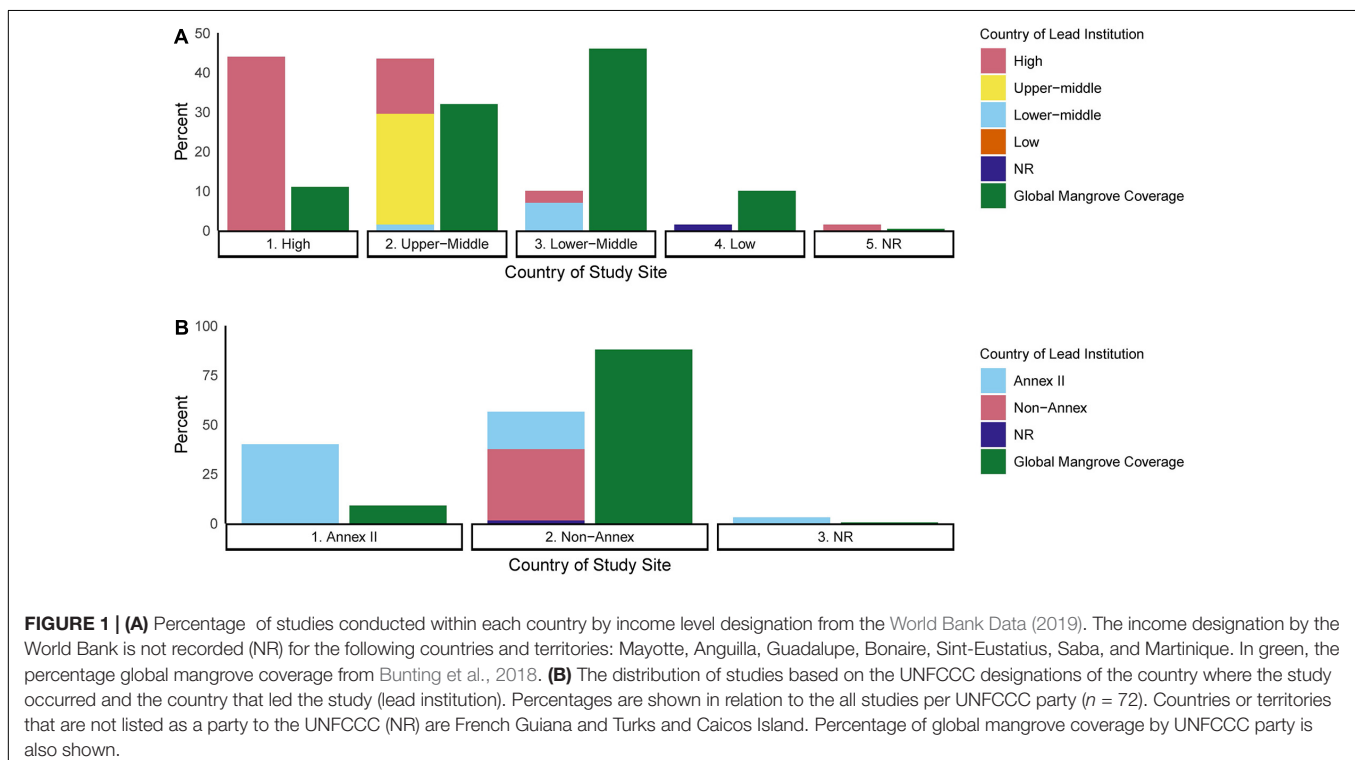 A
50
40
30
20
10
0
Percent
1. High
2. Upper−Middle
3. Lower−Middle
4. Low
5. NR
Country of Study Site
Country of Lead Institution
High
Upper−middle
Lower−middle
Low
NR
Global Mangrove Coverage
B
100
75
50
25
0
Percent
1. Annex II
2. Non−Annex
3. NR
Country of Study Site
Country of Lead Institution
Annex II
Non−Annex
NR
Global Mangrove Coverage
FIGURE 1 | (A) Percentage of studies conducted within each country by income level designation from the World Bank Data (2019). The income designation by the
World Bank is not recorded (NR) for the following countries and territories: Mayotte, Anguilla, Guadalupe, Bonaire, Sint-Eustatius, Saba, and Martinique. In green, the
percentage global mangrove coverage from Bunting et al., 2018. (B) The distribution of studies based on the UNFCCC designations of the country where the study
occurred and the country that led the study (lead institution). Percentages are shown in relation to the all studies per UNFCCC party (n = 72). Countries or territories
that are not listed as a party to the UNFCCC (NR) are French Guiana and Turks and Caicos Island. Percentage of global mangrove coverage by UNFCCC party is
also shown.